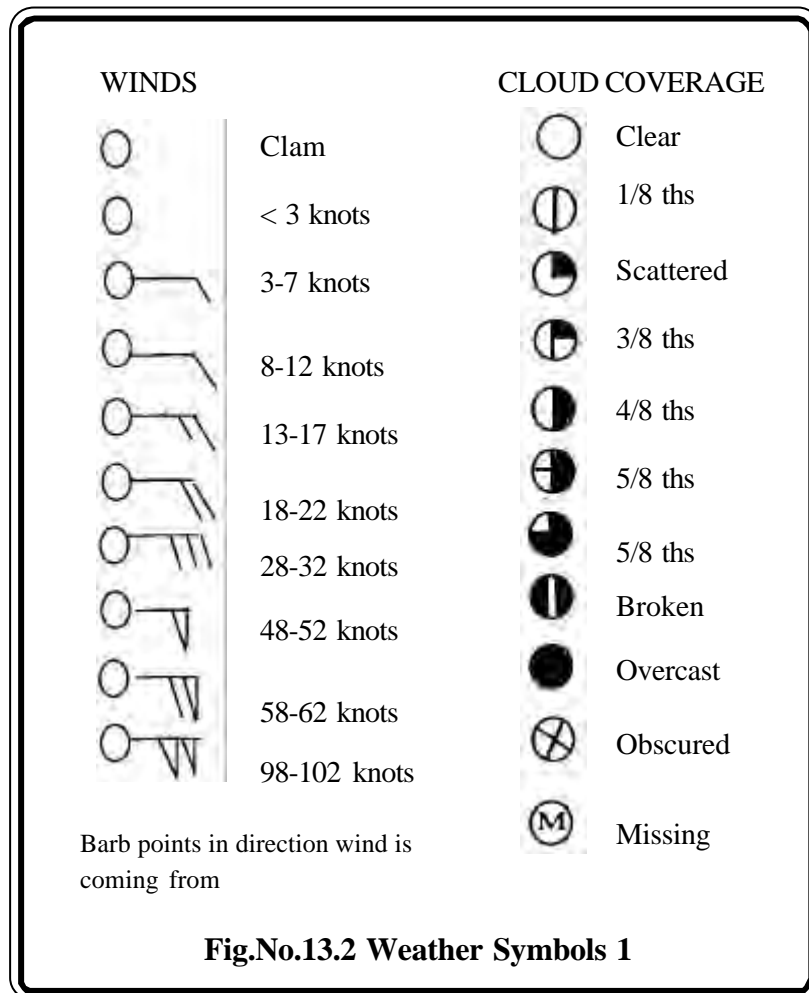 WINDS
Clam
< 3 knots
3-7 knots
8-12 knots
13-17 knots
18-22 knots
28-32 knots
48-52 knots
58-62 knots
98-102 knots
Barb points in direction wind is
coming from
CLOUD COVERAGE
Clear
1/8 ths
Scattered
3/8 ths
4/8 ths
5/8 ths
5/8 ths
Broken
Overcast
Obscured
M
Missing
Fig.No.13.2 Weather Symbols 1